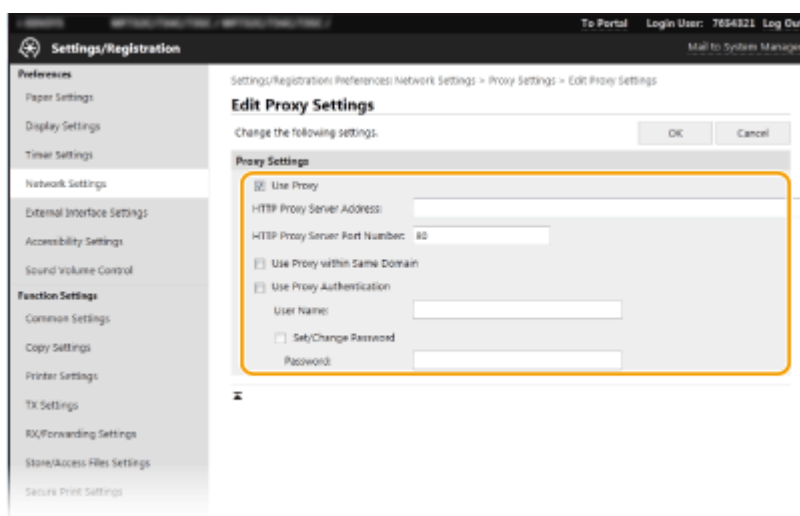 To Portal Login User: 7654321 Log Out
Settings/Registration
Mail to System Manager
Preferences
Paper Settings
Display Settings
Timer Settings
Network Settings
External Interface Settings
Accessibility Settings
Sound Volume Control
Function Settings
Common Settings
Copy Settings
Printer Settings
TX Settings
RX/Forwarding Settings
Store/Access Files Settings
Secure Print Settings
Settings/Registration: Preferences: Network Settings > Proxy Settings > Edit Proxy Settings
Edit Proxy Settings
Change the following settings.
OK
Cancel
Proxy Settings
Use Proxy
HTTP Proxy Server Address:
HTTP Proxy Server Port Number: 80
Use Proxy within Same Domain
Use Proxy Authentication
User Name:
Set/Change Password
Password: